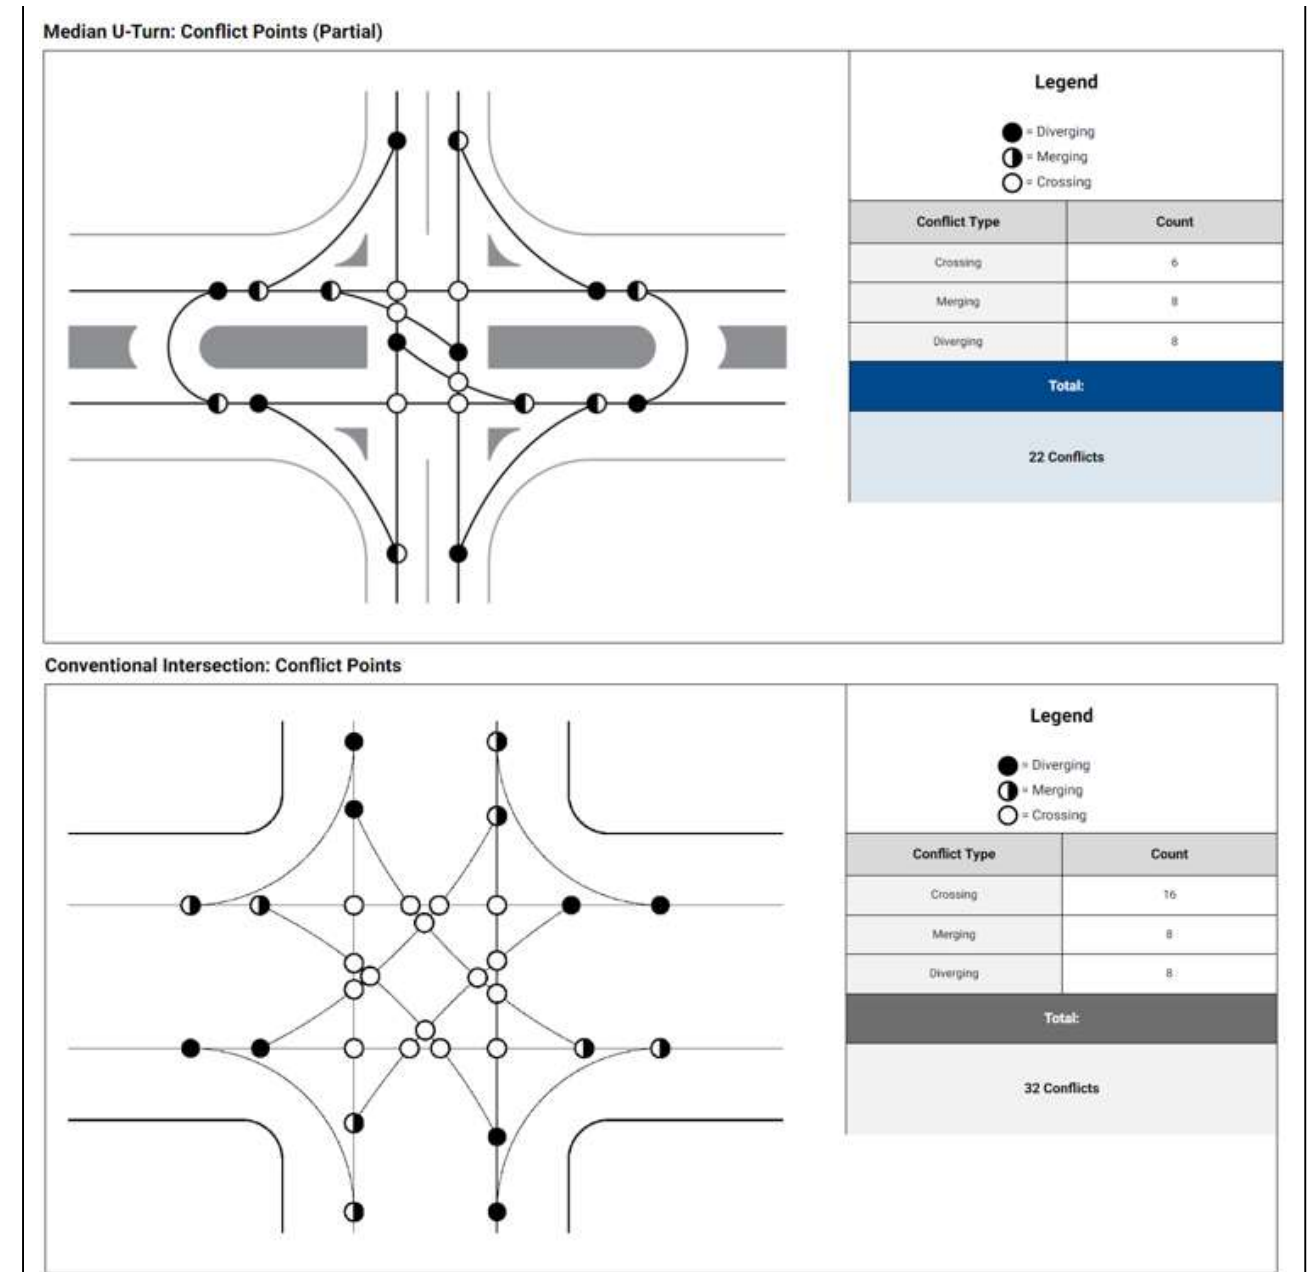 Median U-Turn: Conflict Points (Partial)
Legend
= Diverging
= Merging
= Crossing
Conflict Type Count
Crossing 6
Merging 8
Diverging 8
Total:
22 Conflicts
Conventional Intersection: Conflict Points
Legend
= Diverging
= Merging
= Crossing
Conflict Type Count
Crossing 16
Merging 8
Diverging 8
Total:
32 Conflicts